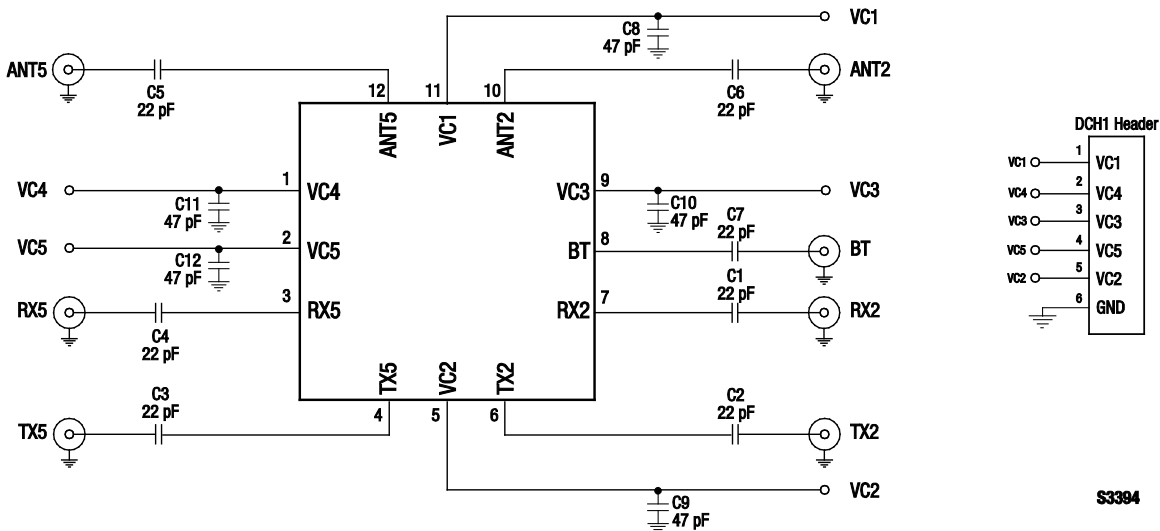 C8
47 pF
VC1
ANT5
C5
22 pF
C6
22 pF
ANT2
12
11
10
ANT5
VC1
ANT2
DCH1 Header
VC1
1
VC1
VC4
2
VC4
VC3
3
VC3
VC5
4
VC5
VC2
5
VC2
6
GND
VC4
C11
47 pF
1
VC4
VC3
9
C10
47 pF
VC3
VC5
C12
47 pF
2
VC5
BT
8
C7
22 pF
BT
RX5
C4
22 pF
3
RX5
RX2
7
C1
22 pF
RX2
TX5
VC2
TX2
4
5
6
TX5
C3
22 pF
C2
22 pF
TX2
C9
47 pF
VC2
S3394